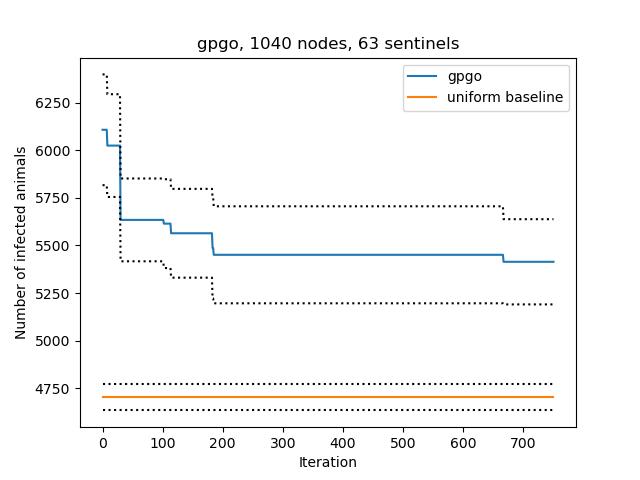 gpgo, 1040 nodes, 63 sentinels
gpgo
uniform baseline
Number of infected animals
6250
6000
5750
5500
5250
5000
4750
0 100 200 300 400 500 600 700
Iteration